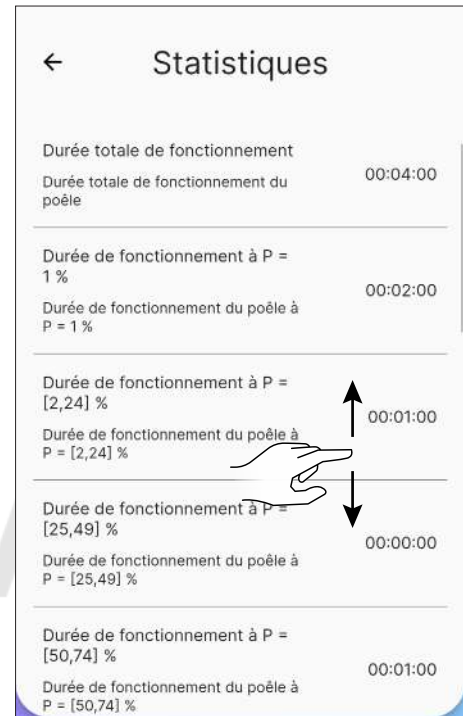 ← Statistiques
Durée totale de fonctionnement
Durée totale de fonctionnement du
poêle
00:04:00
Durée de fonctionnement à P =
1 %
Durée de fonctionnement du poêle à
P = 1 %
00:02:00
Durée de fonctionnement à P =
[2,24] %
Durée de fonctionnement du poêle à
P = [2,24] %
00:01:00
Durée de fonctionnement à P =
[25,49] %
Durée de fonctionnement du poêle à
P = [25,49] %
00:00:00
Durée de fonctionnement à P =
[50,74] %
Durée de fonctionnement du poêle à
P = [50,74] %
00:01:00